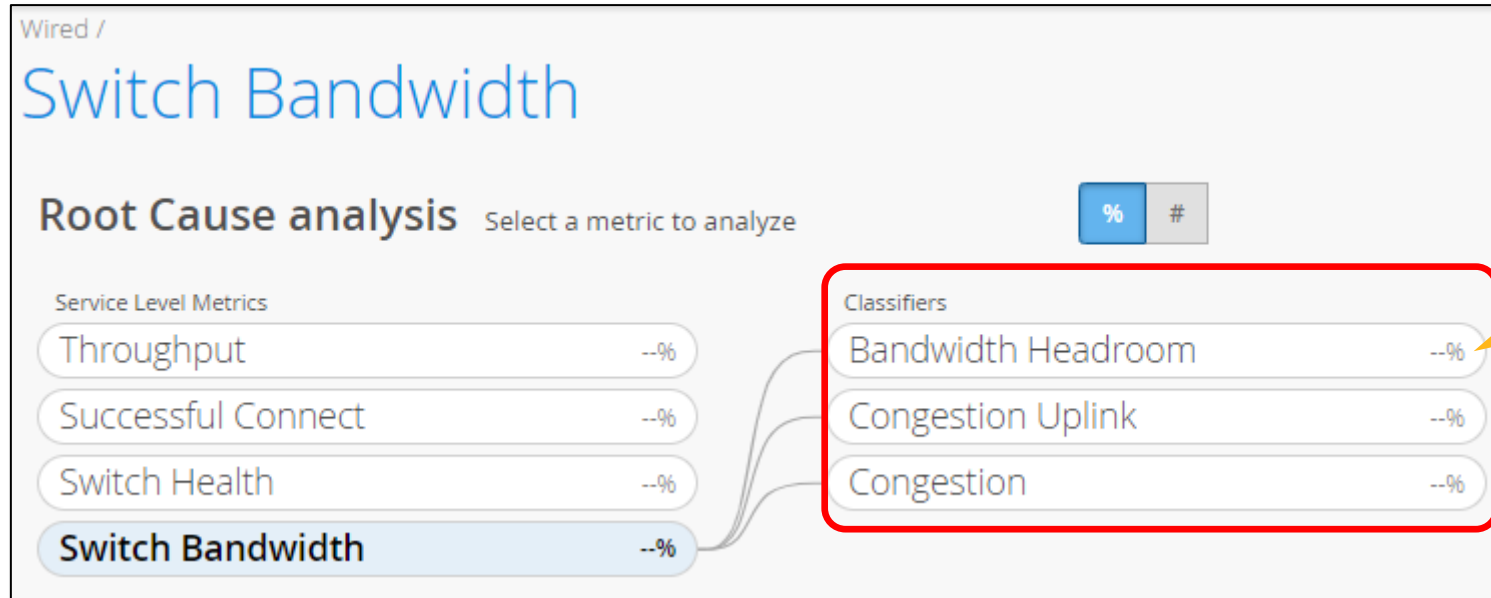 Wired /
Switch Bandwidth
Root Cause analysis Select a metric to analyze % #
Service Level Metrics Classifiers
Throughput --% Bandwidth Headroom --%
Successful Connect --% Congestion Uplink --%
Switch Health --% Congestion --%
Switch Bandwidth --%